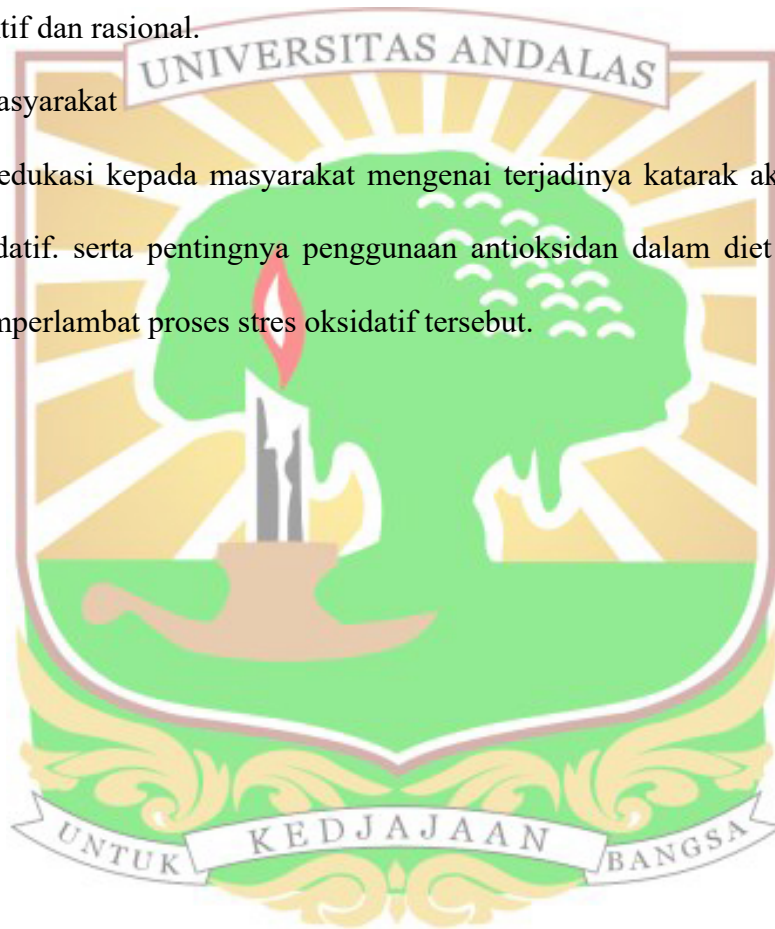 tif dan rasional.
UNIVERSITAS ANDALAS
asyarakat
edukasi kepada masyarakat mengenai terjadinya katarak ak
datif. serta pentingnya penggunaan antioksidan dalam diet
mperlambat proses stres oksidatif tersebut.
UNTUK KEDJAJAAN BANGSA